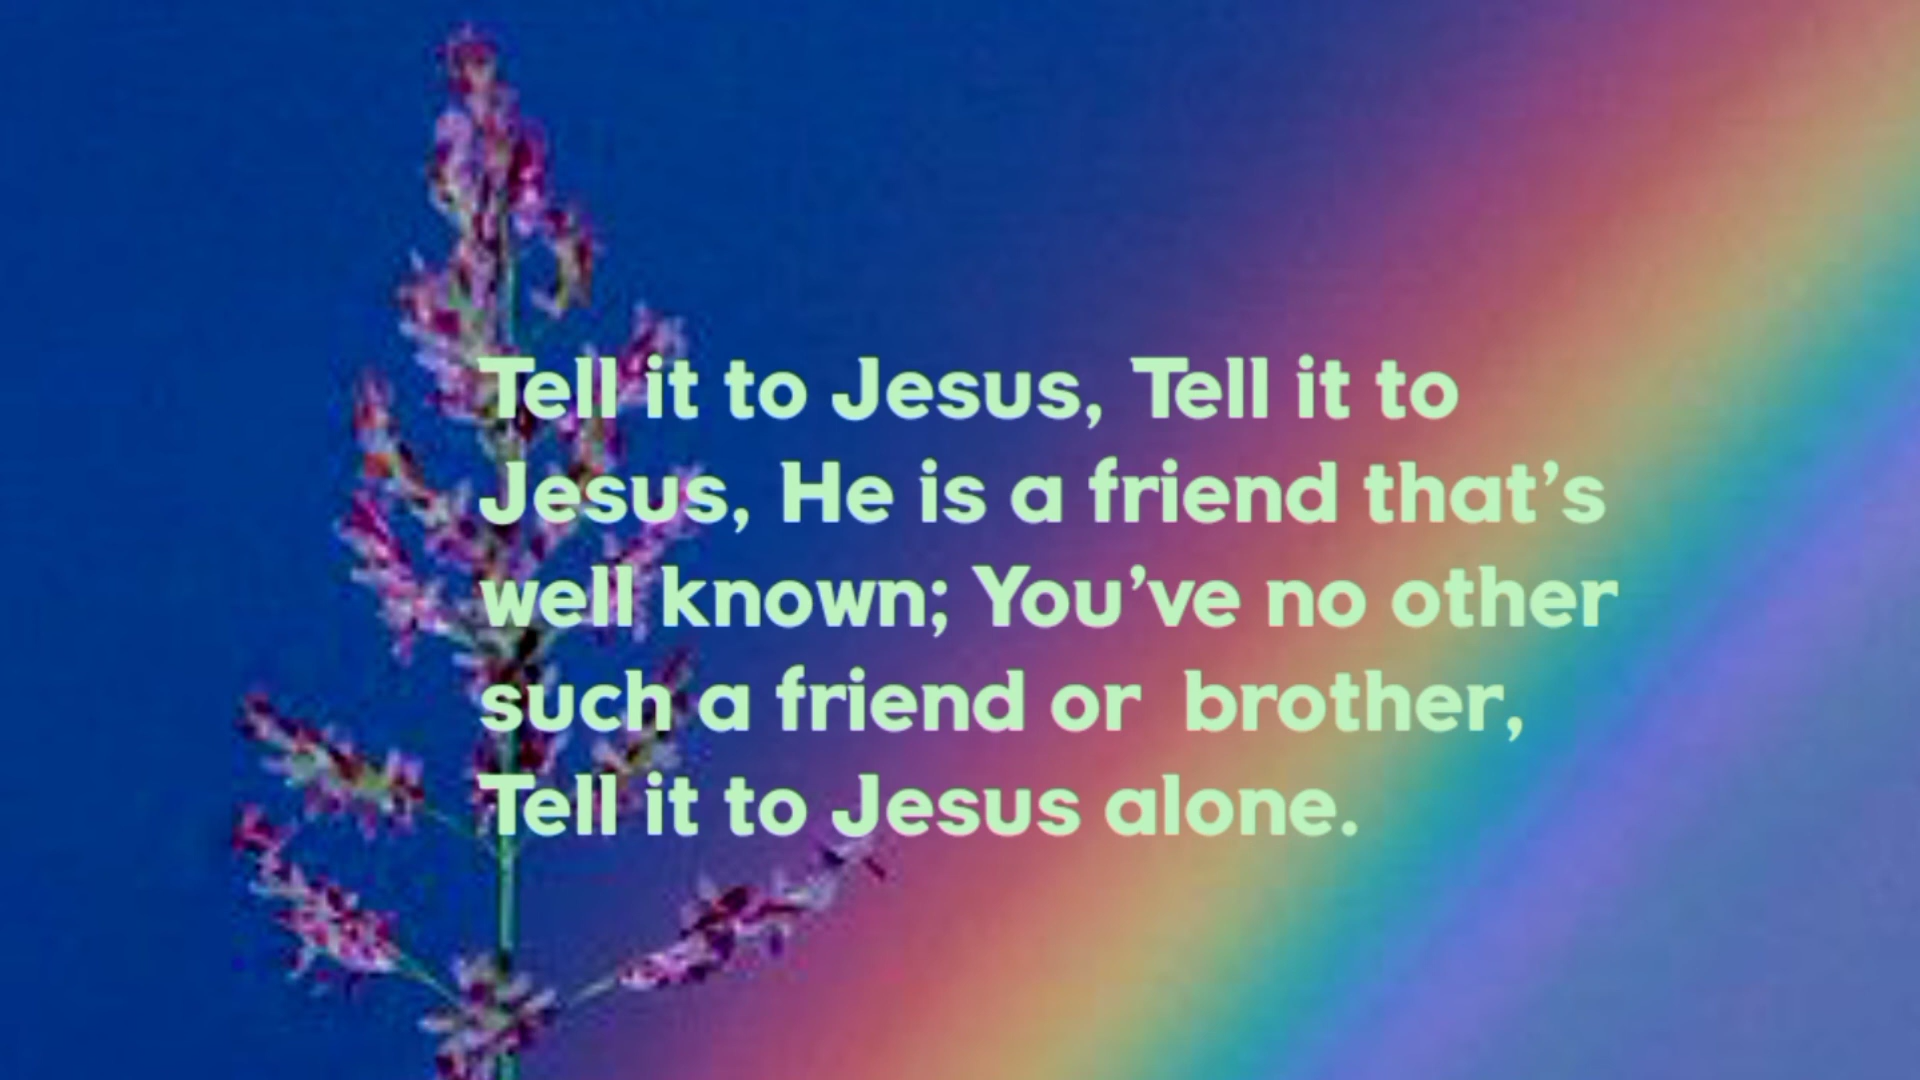 Tell it to Jesus, Tell it to
Jesus, He is a friend that’s
well known; You’ve no other
such a friend or  brother,
Tell it to Jesus alone.